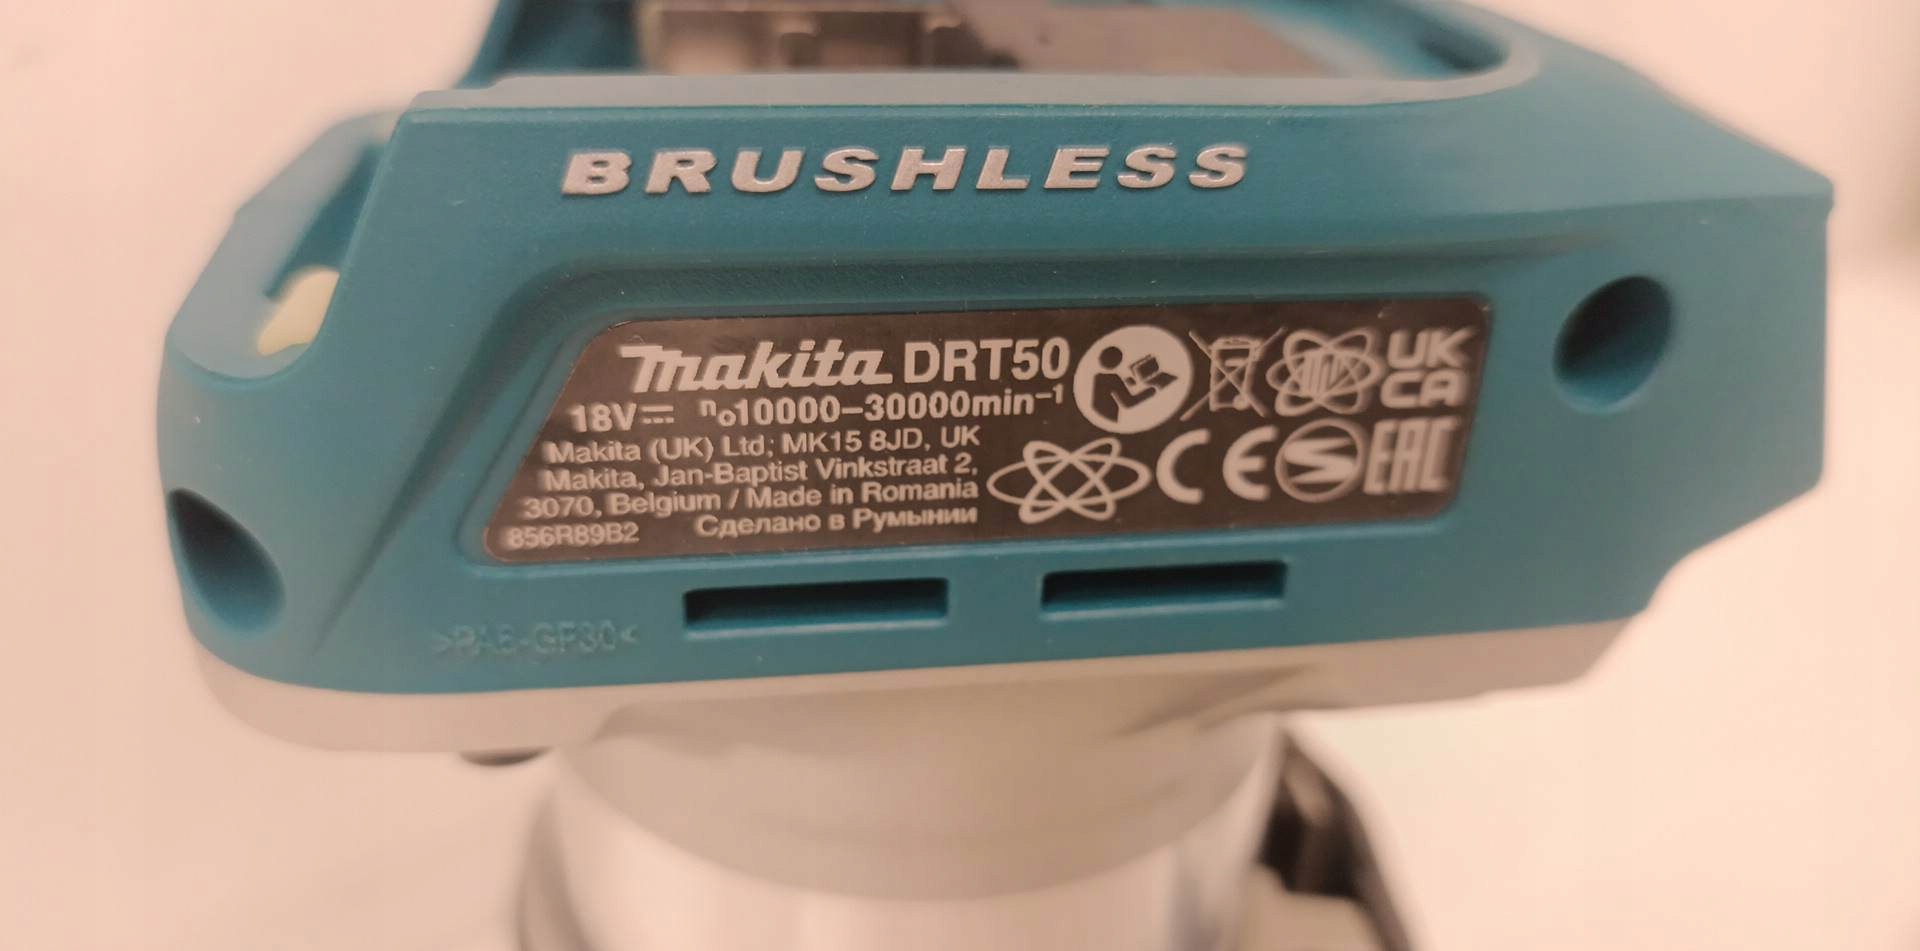 BRUSHLESS
makita DRT50
18V⎓ n₀10000–30000min⁻¹
Makita (UK) Ltd; MK15 8JD, UK
Makita, Jan-Baptist Vinkstraat 2,
3070, Belgium / Made in Romania
856R89B2 Сделано в Румынии
UK
CA
CE
S
EAC
>PA6-GF30<